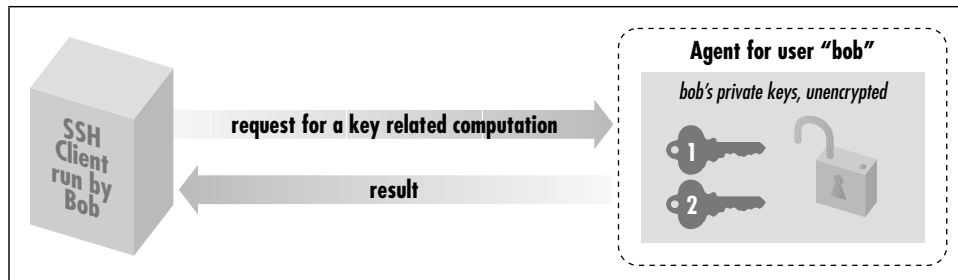 SSH
Client
run by
Bob
request for a key related computation
result
Agent for user “bob”
bob’s private keys, unencrypted
1
2